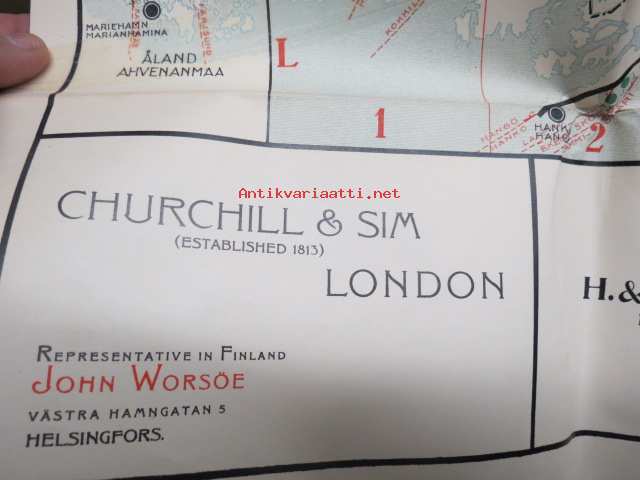 MARIEHAMN
MARIANHAMINA
ÅLAND
AHVENANMAA
L
1
2
HANGÖ
HANKO
Antikvariaatti.net
CHURCHILL & SIM
(ESTABLISHED 1813)
LONDON
H. &
REPRESENTATIVE IN FINLAND
JOHN WORSÖE
VÄSTRA HAMNGATAN 5
HELSINGFORS.